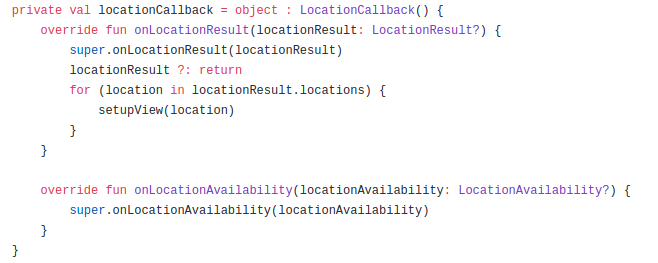 private val locationCallback = object : LocationCallback() {
    override fun onLocationResult(locationResult: LocationResult?) {
        super.onLocationResult(locationResult)
        locationResult ?: return
        for (location in locationResult.locations) {
            setupView(location)
        }
    }

    override fun onLocationAvailability(locationAvailability: LocationAvailability?) {
        super.onLocationAvailability(locationAvailability)
    }
}